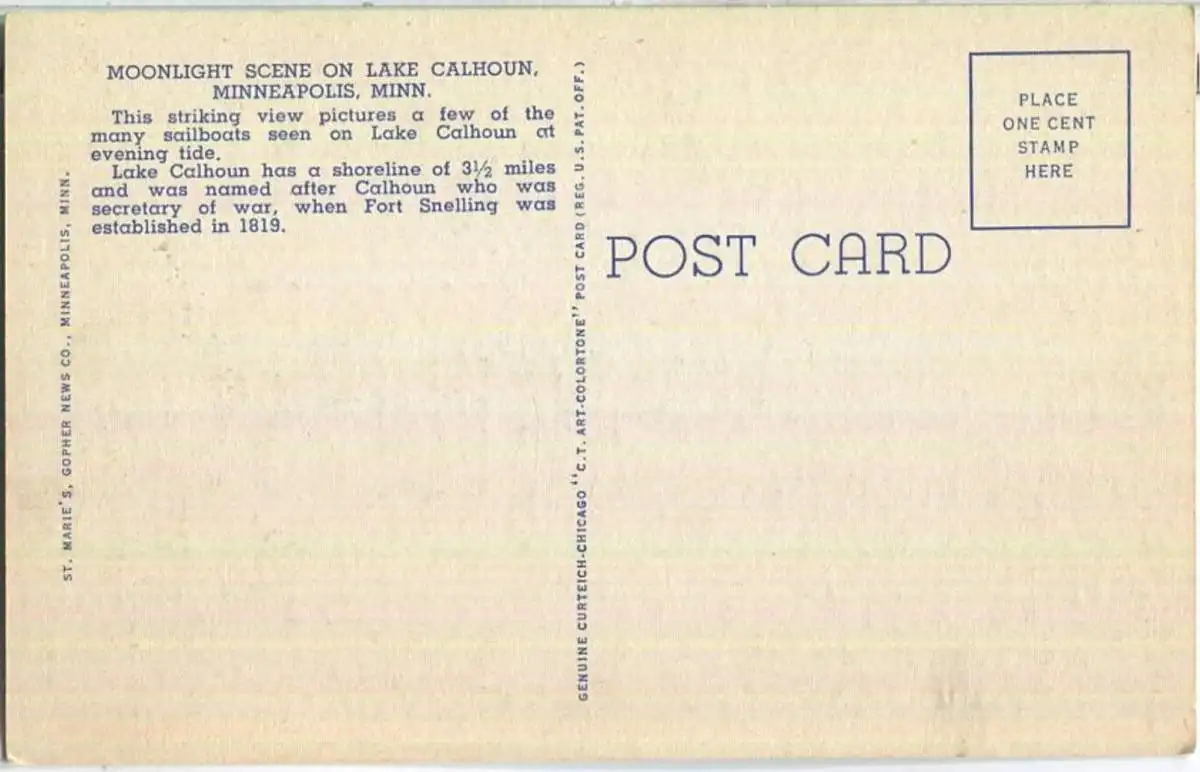 MOONLIGHT SCENE ON LAKE CALHOUN,
MINNEAPOLIS, MINN.
This striking view pictures a few of the
many sailboats seen on Lake Calhoun at
evening tide.
Lake Calhoun has a shoreline of 3½ miles
and was named after Calhoun who was
secretary of war, when Fort Snelling was
established in 1819.
ST. MARIE'S, GOPHER NEWS CO., MINNEAPOLIS, MINN.
GENUINE CURTEICH-CHICAGO "C.T. ART-COLORTONE" POST CARD (REG. U.S. PAT. OFF.)
POST CARD
PLACE
ONE CENT
STAMP
HERE